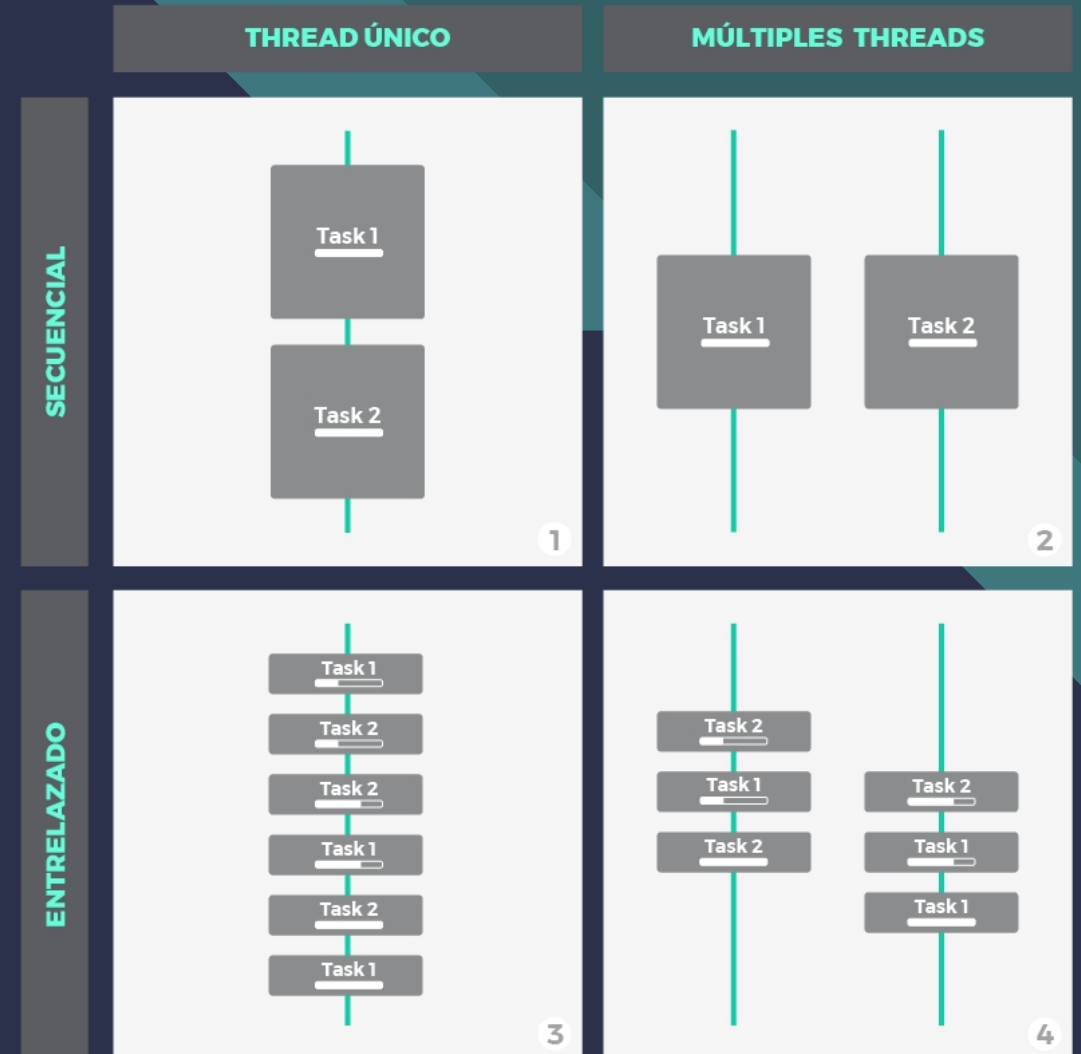 THREAD ÚNICO
MÚLTIPLES THREADS
SECUENCIAL
Task 1
Task 2
1
Task 1
Task 2
2
ENTRELAZADO
Task 1
Task 2
Task 2
Task 1
Task 2
Task 1
3
Task 2
Task 1
Task 2
Task 2
Task 1
Task 1
4